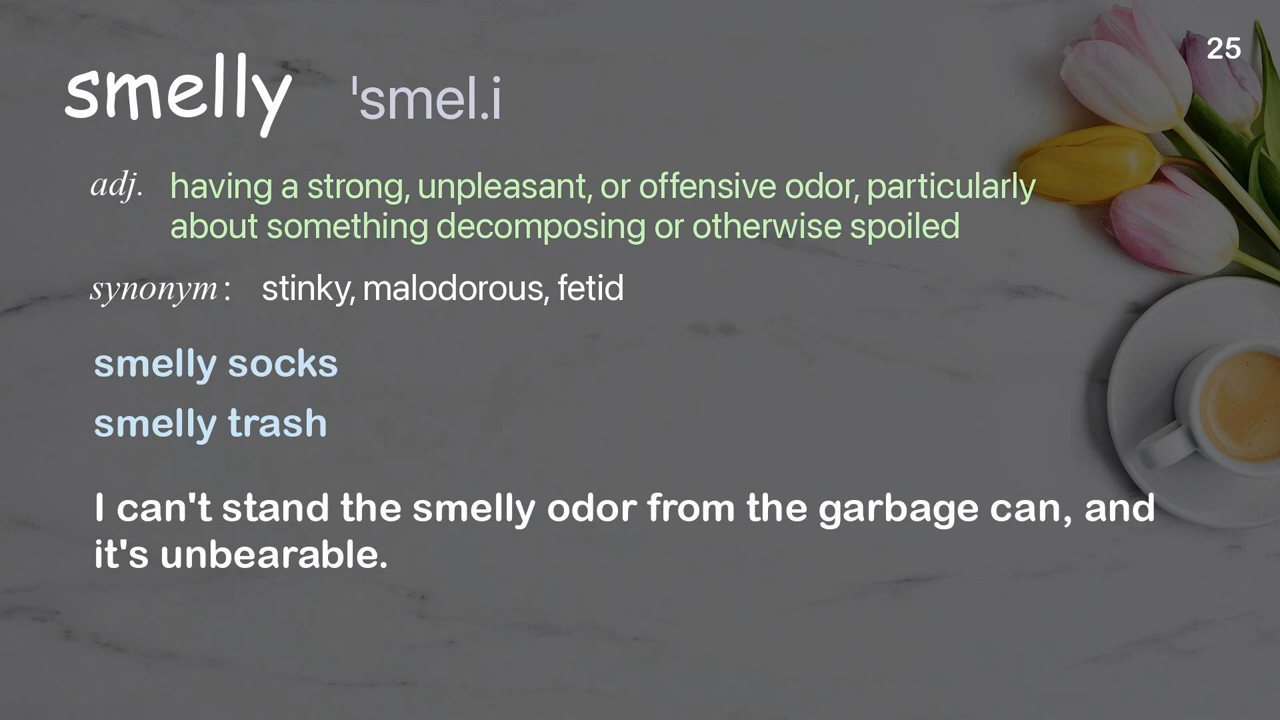 25
smelly ˈsmel.i
adj. having a strong, unpleasant, or offensive odor, particularly
about something decomposing or otherwise spoiled
synonym: stinky, malodorous, fetid
smelly socks
smelly trash
I can't stand the smelly odor from the garbage can, and
it's unbearable.